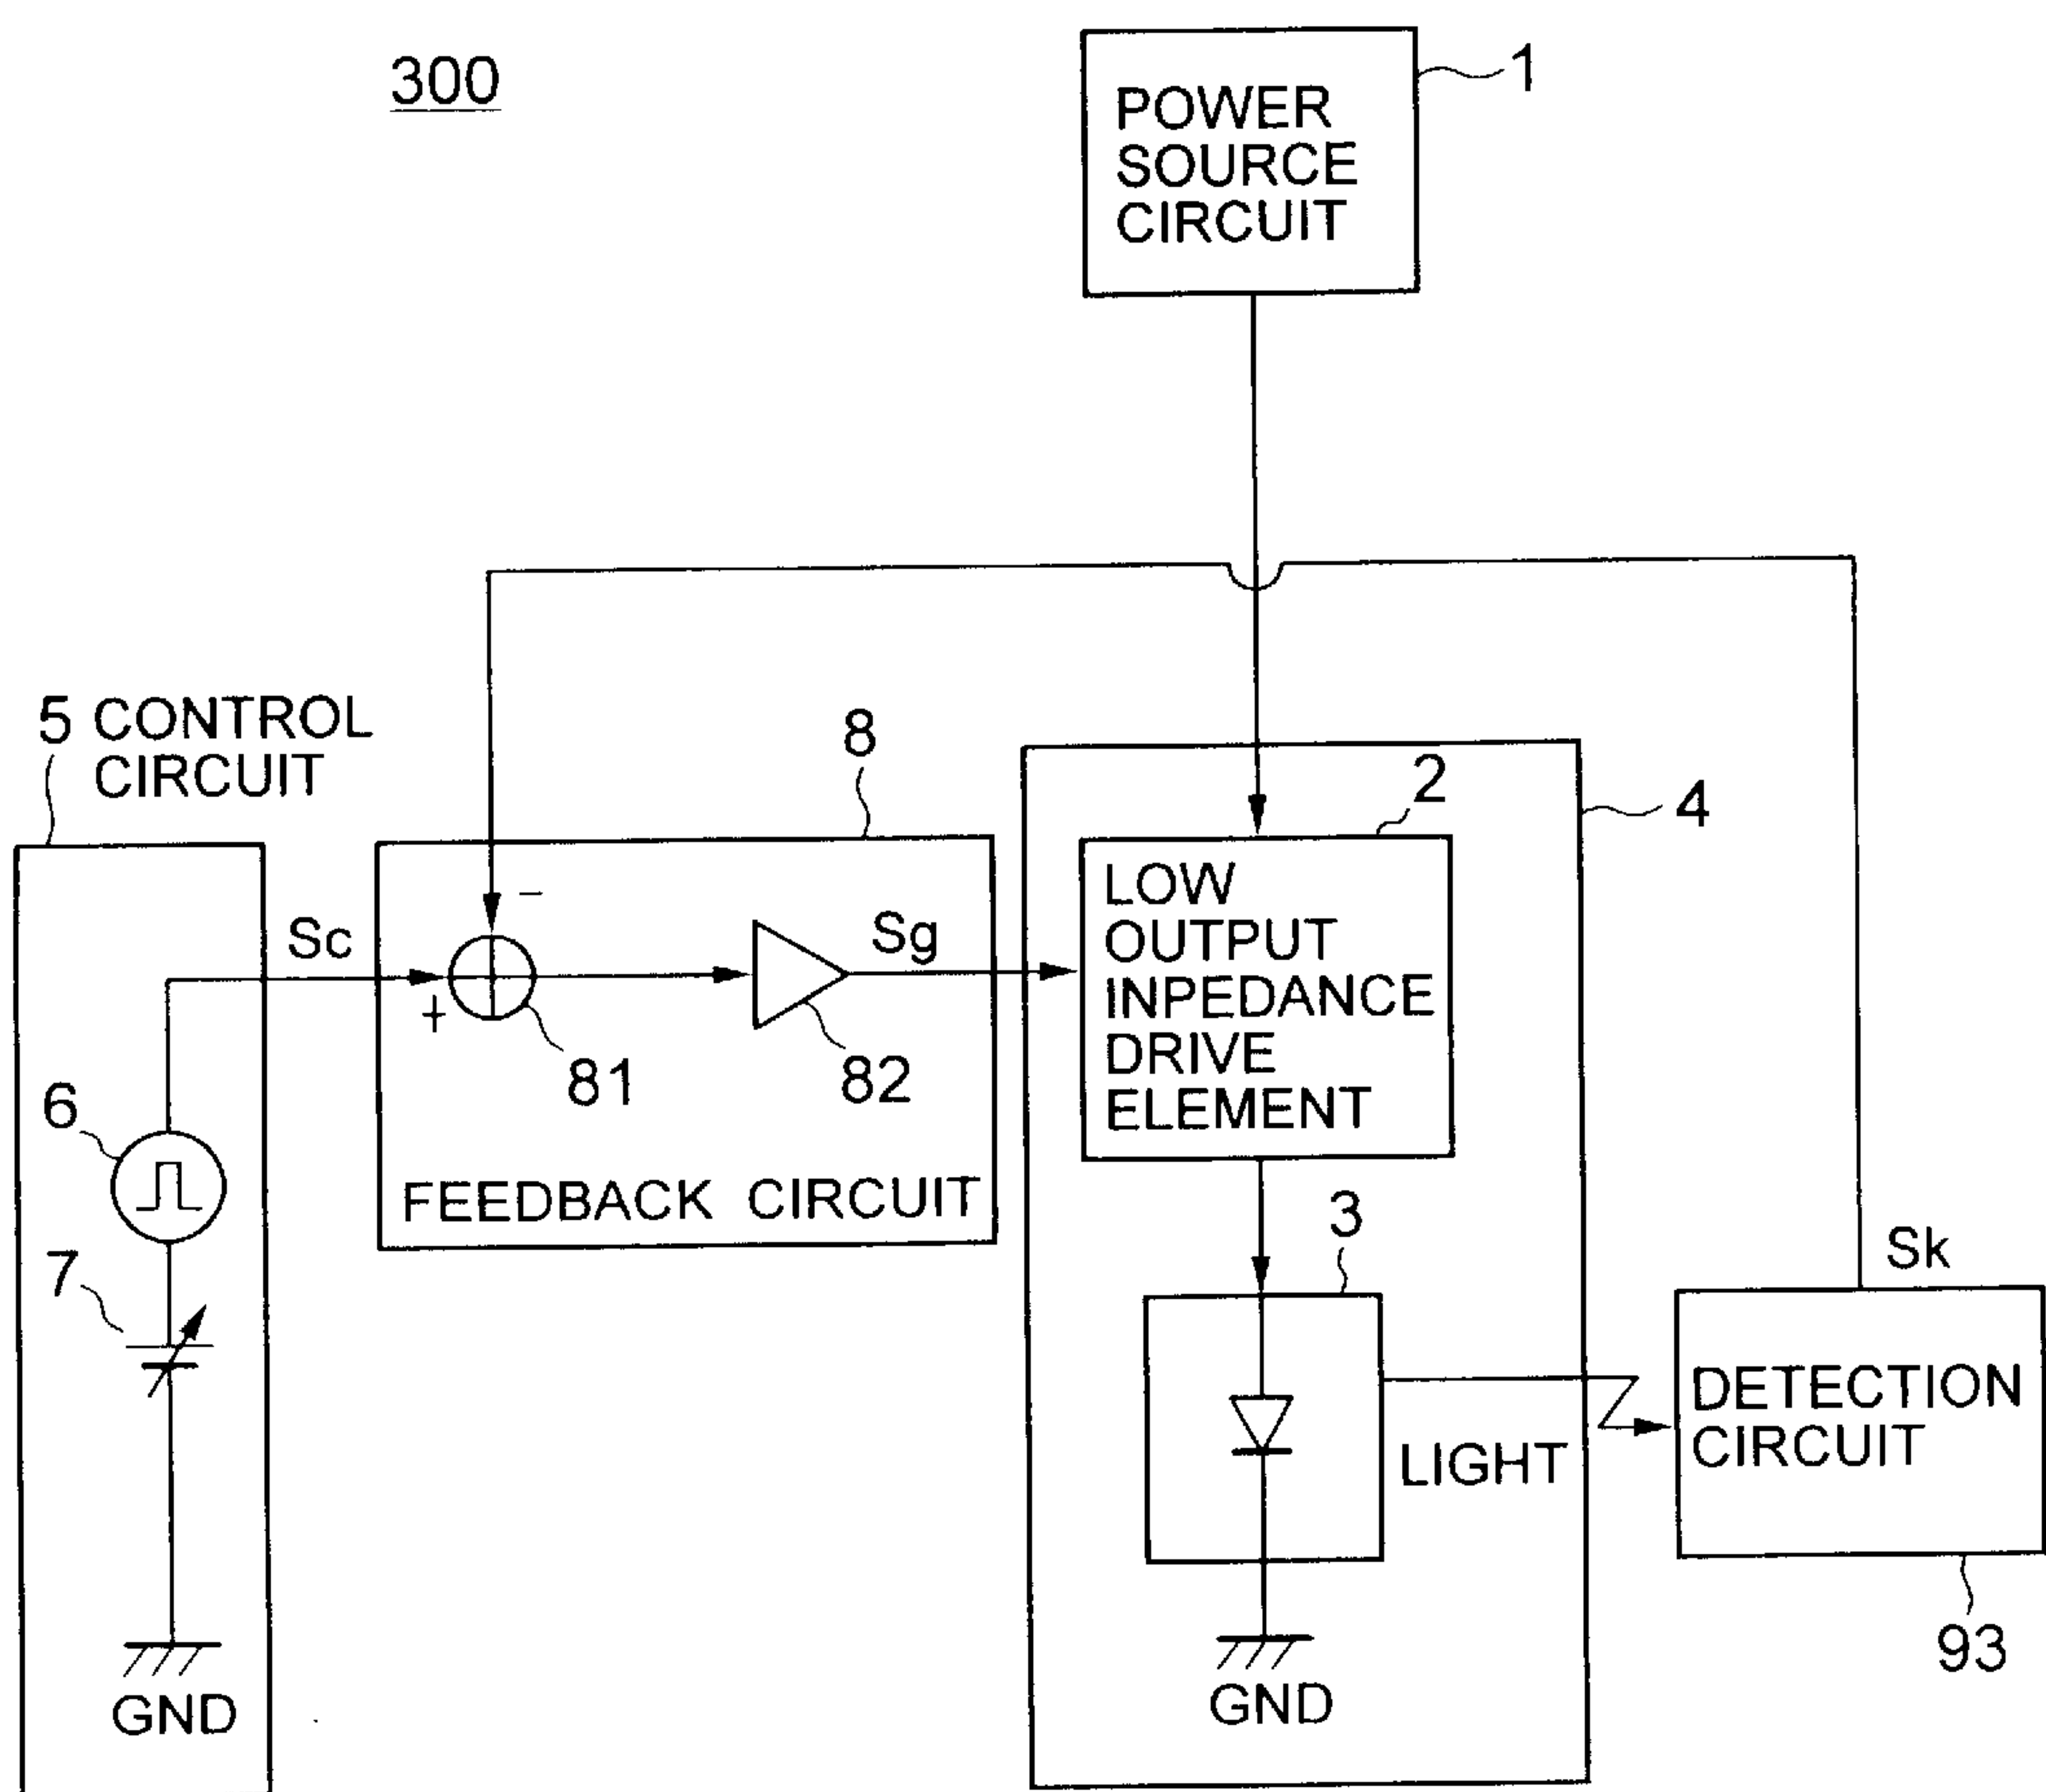 300
1
POWER
SOURCE
CIRCUIT
5 CONTROL
CIRCUIT
8
2
4
LOW
OUTPUT
INPEDANCE
DRIVE
ELEMENT
−
Sc
Sg
+
81
82
6
FEEDBACK CIRCUIT
3
7
Sk
DETECTION
CIRCUIT
LIGHT
93
GND
GND